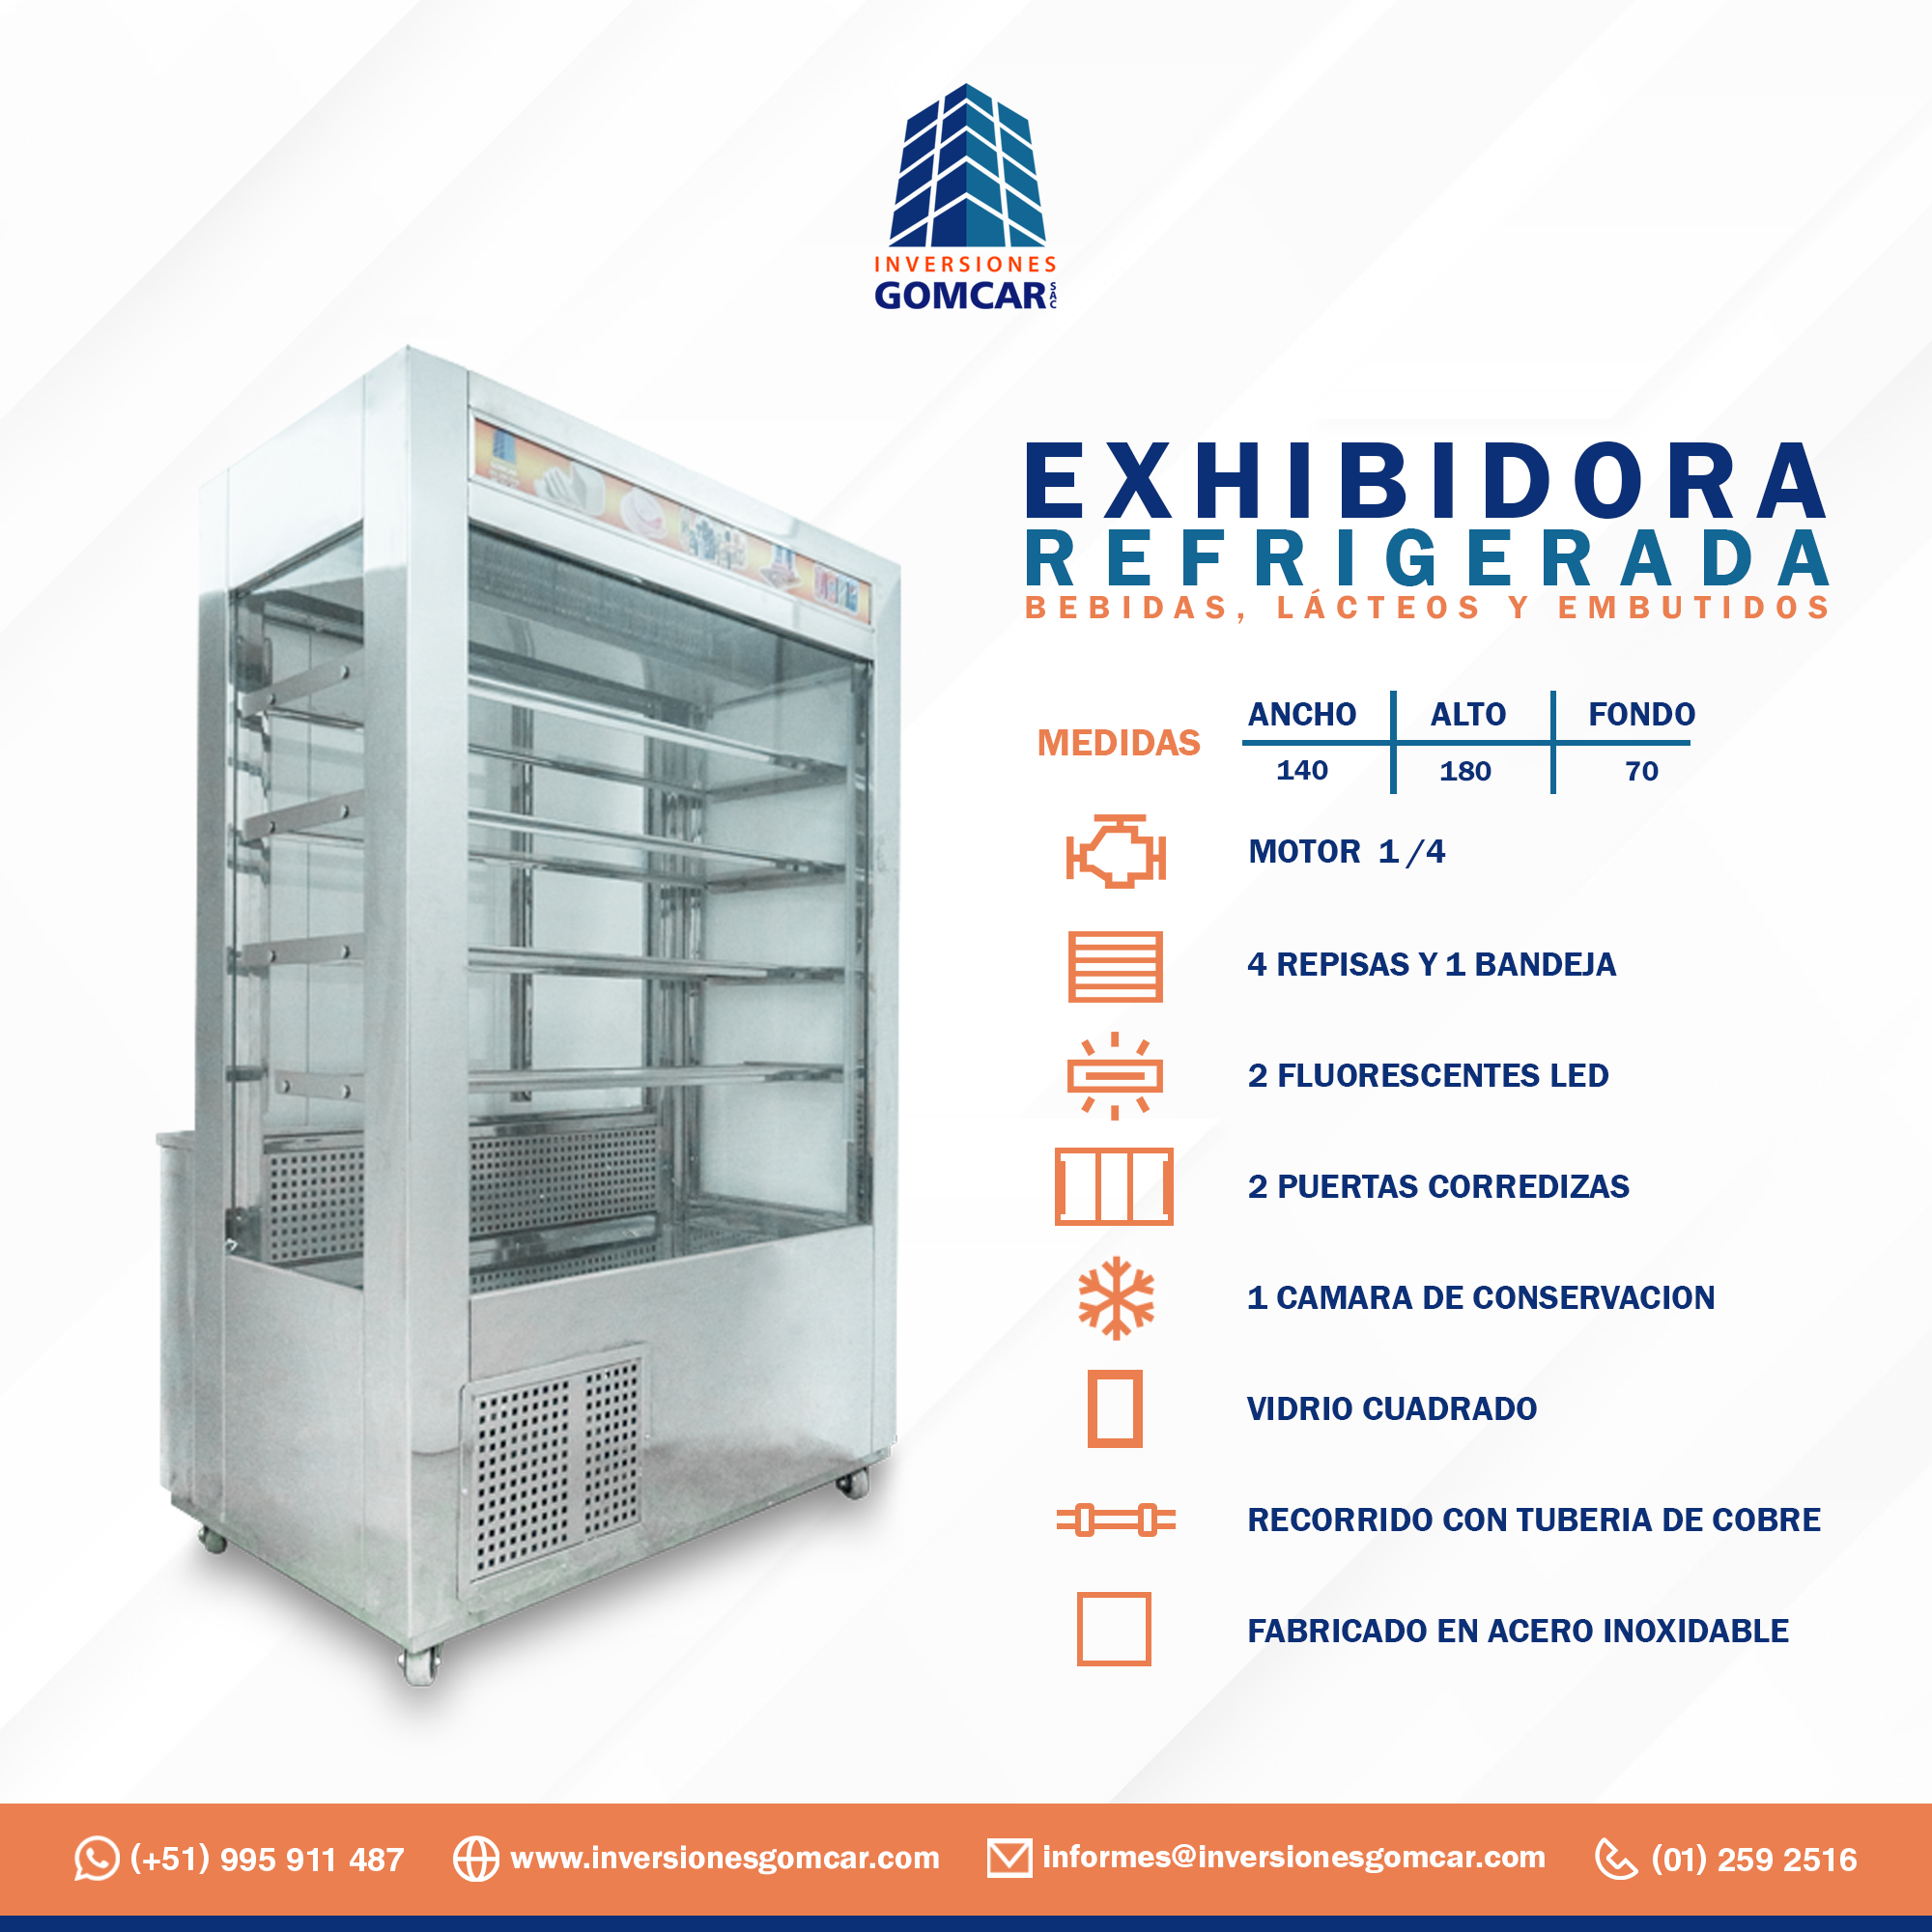 INVERSIONES
GOMCAR SAC
EXHIBIDORA
REFRIGERADA
BEBIDAS, LÁCTEOS Y EMBUTIDOS
MEDIDAS
ANCHO ALTO FONDO
140 180 70
MOTOR 1/4
4 REPISAS Y 1 BANDEJA
2 FLUORESCENTES LED
2 PUERTAS CORREDIZAS
1 CAMARA DE CONSERVACION
VIDRIO CUADRADO
RECORRIDO CON TUBERIA DE COBRE
FABRICADO EN ACERO INOXIDABLE
(+51) 995 911 487 www.inversionesgomcar.com informes@inversionesgomcar.com (01) 259 2516